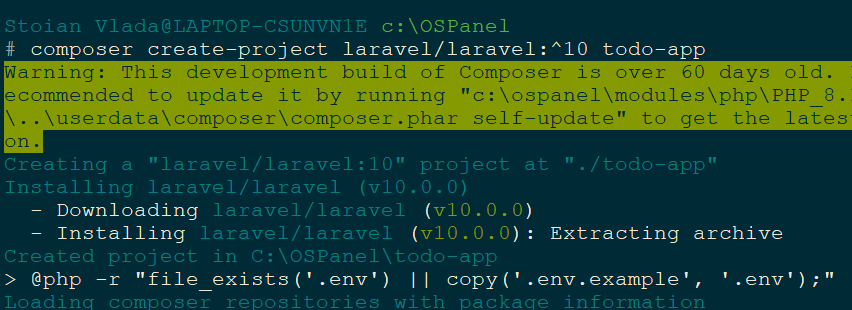 Stoian Vlada@LAPTOP-CSUNVN1E c:\OSPanel
# composer create-project laravel/laravel:^10 todo-app
Warning: This development build of Composer is over 60 days old.
ecommended to update it by running "c:\ospanel\modules\php\PHP_8.
\..\userdata\composer\composer.phar self-update" to get the lates
on.
Creating a "laravel/laravel:10" project at "./todo-app"
Installing laravel/laravel (v10.0.0)
- Downloading laravel/laravel (v10.0.0)
- Installing laravel/laravel (v10.0.0): Extracting archive
Created project in C:\OSPanel\todo-app
> @php -r "file_exists('.env') || copy('.env.example', '.env');"
Loading composer repositories with package information